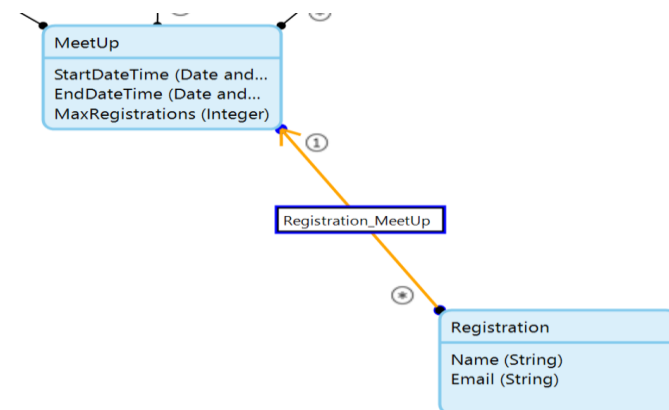 MeetUp
StartDateTime (Date and...
EndDateTime (Date and...
MaxRegistrations (Integer)
1
Registration_MeetUp
*
Registration
Name (String)
Email (String)